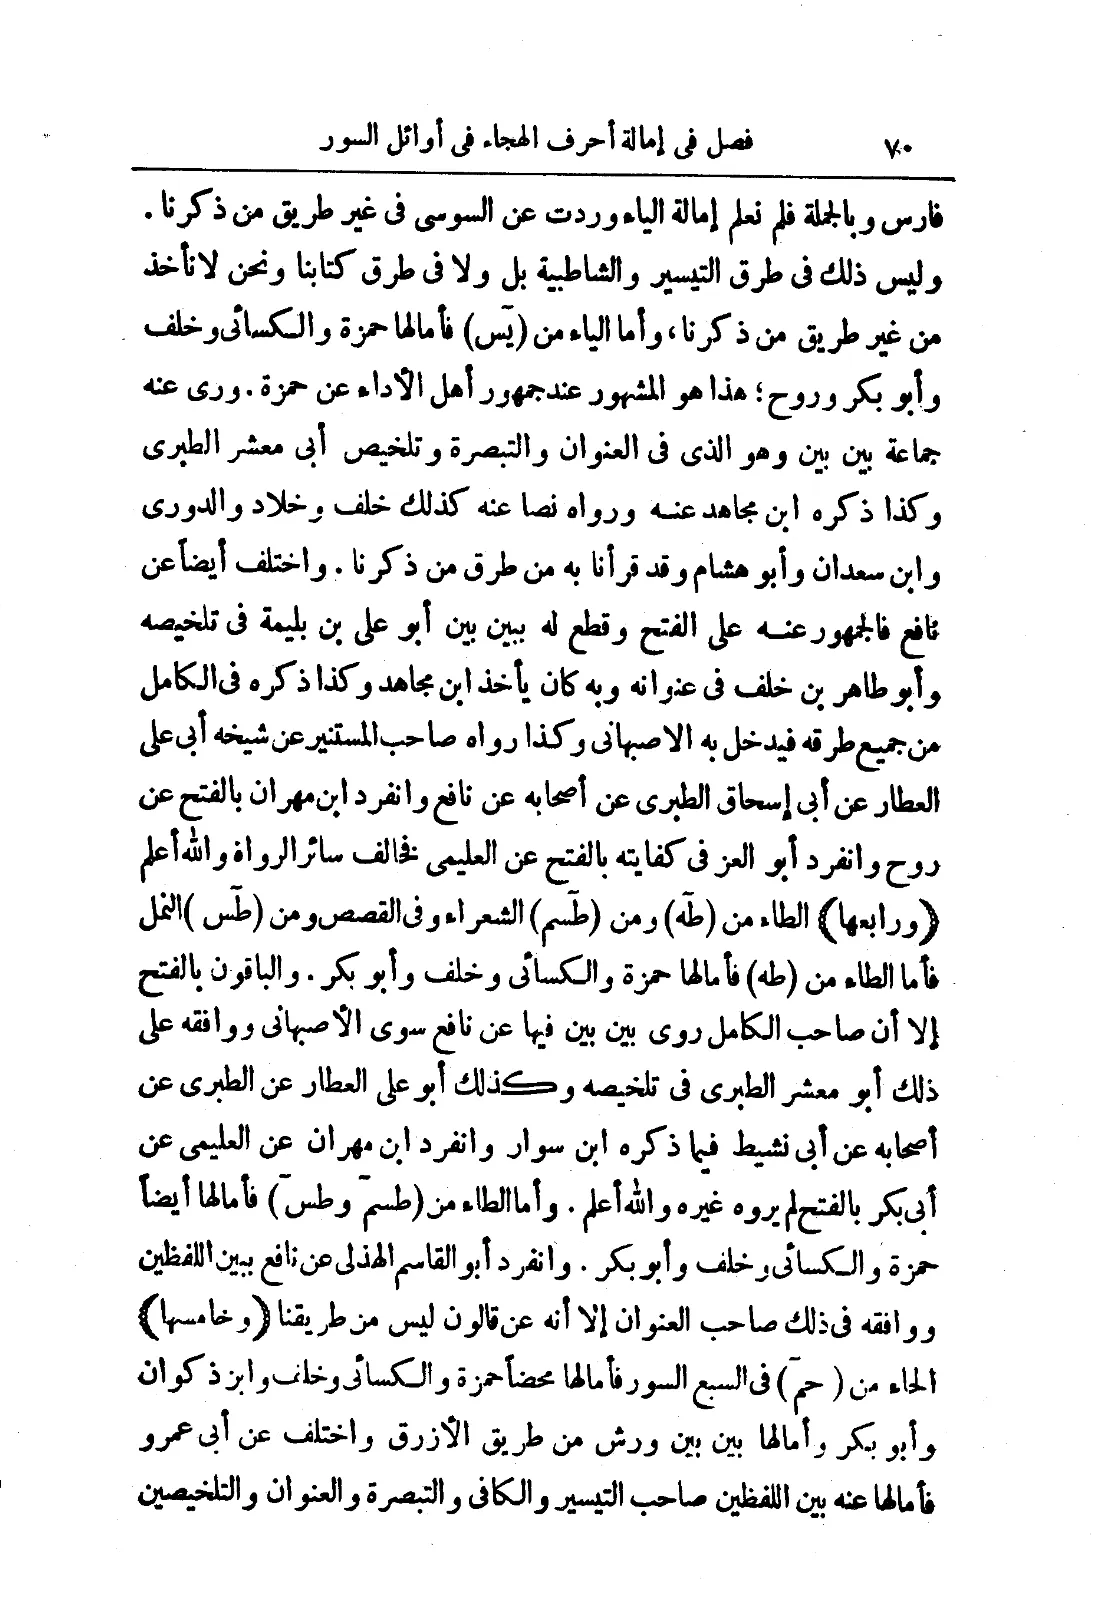 ٧٠ فصل فى إمالة أحرف الهجاء فى أوائل السور
فارس وبالجملة فلم نعلم إمالة الياء وردت عن السوسى فى غير طريق من ذكرنا .
وليس ذلك فى طرق التيسير والشاطبية بل ولا فى طرق كتابنا ونحن لا نأخذ
من غير طريق من ذكرنا، وأما الياء من (يٓس) فأمالها حمزة والكسائى وخلف
وأبو بكر وروح؛ هذا هو المشهور عند جمهور أهل الأداء عن حمزة . ورى عنه
جماعة بين بين وهو الذى فى العنوان والتبصرة وتلخيص أبى معشر الطبرى
وكذا ذكره ابن مجاهد عنه ورواه نصا عنه كذلك خلف وخلاد والدورى
وابن سعدان وأبو هشام وقد قرأنا به من طرق من ذكرنا . واختلف أيضاً عن
نافع فالجمهور عنه على الفتح وقطع له ببين بين أبو على بن بليمة فى تلخيصه
وأبو طاهر بن خلف فى عنوانه وبه كان يأخذ ابن مجاهد وكذا ذكره فى الكامل
من جميع طرقه فيدخل به الاصبهانى وكذا رواه صاحب المستنير عن شيخه أبى على
العطار عن أبى إسحاق الطبرى عن أصحابه عن نافع وانفرد ابن مهران بالفتح عن
روح وانفرد أبو العز فى كفايته بالفتح عن العليمى فخالف سائر الرواة والله أعلم
﴿ورابعها﴾ الطاء من (طٓه) ومن (طٓسم) الشعراء وفى القصص ومن (طٓس ) النمل
فأما الطاء من (طه) فأمالها حمزة والكسائى وخلف وأبو بكر . والباقون بالفتح
إلا أن صاحب الكامل روى بين بين فيها عن نافع سوى الأصبهانى ووافقه على
ذلك أبو معشر الطبرى فى تلخيصه وكذلك أبو على العطار عن الطبرى عن
أصحابه عن أبى نشيط فيما ذكره ابن سوار وانفرد ابن مهران عن العليمى عن
أبى بكر بالفتح لم يروه غيره والله أعلم . وأما الطاء من (طسمٓ وطسٓ) فأمالها أيضاً
حمزة والكسائى وخلف وأبو بكر . وانفرد أبو القاسم الهذلى عن نافع ببين اللفظين
ووافقه فى ذلك صاحب العنوان إلا أنه عن قالون ليس من طريقنا ﴿وخامسها﴾
الحاء من ( حمٓ) فى السبع السور فأمالها محضاً حمزة والكسائى وخلف وابن ذكوان
وأبو بكر وأمالها بين بين ورش من طريق الأزرق واختلف عن أبى عمرو
فأمالها عنه بين اللفظين صاحب التيسير والكافى والتبصرة والعنوان والتلخيصين